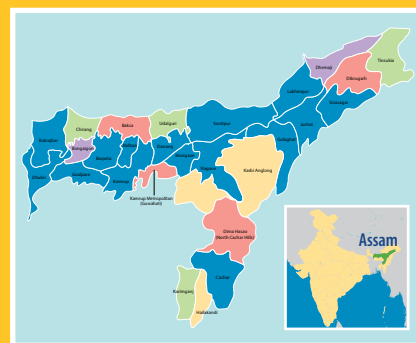 Tinsukia
Dhemaji
Dibrugarh
Lakhimpur
Sivasagar
Jorhat
Golaghat
Sonitpur
Udalguri
Baksa
Chirang
Kokrajhar
Bongaigaon
Barpeta
Nalbari
Darrang
Morigaon
Nagaon
Dhubri
Goalpara
Kamrup
Karbi Anglong
Kamrup Metropolitan
(Guwahati)
Dima Hasao
(North Cachar Hills)
Cachar
Karimganj
Hailakandi
Assam